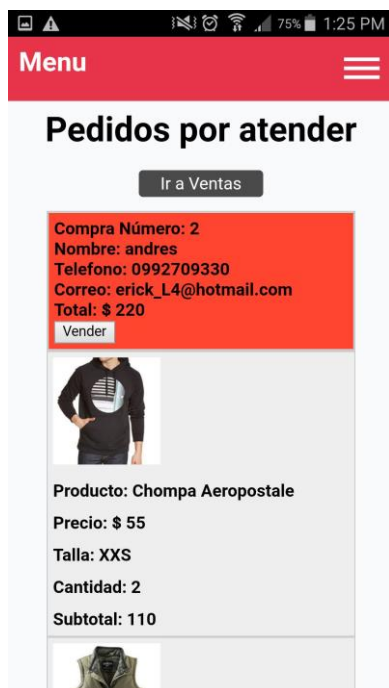 75% 1:25 PM
Menu
Pedidos por atender
Ir a Ventas
Compra Número: 2
Nombre: andres
Telefono: 0992709330
Correo: erick_L4@hotmail.com
Total: $ 220
Vender
Producto: Chompa Aeropostale
Precio: $ 55
Talla: XXS
Cantidad: 2
Subtotal: 110